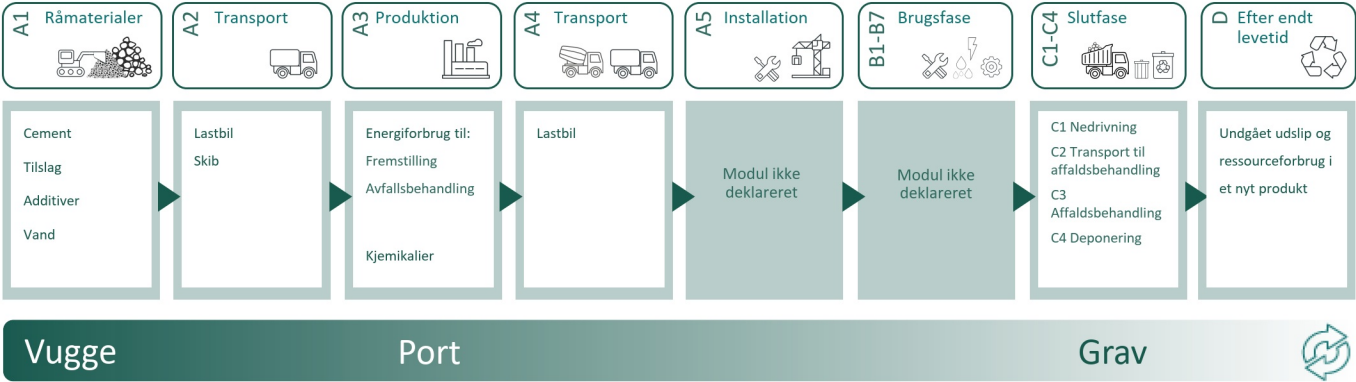 A1 Råmaterialer
A2 Transport
A3 Produktion
A4 Transport
A5 Installation
B1-B7 Brugsfase
C1-C4 Slutfase
D Efter endt
levetid
Cement
Tilslag
Additiver
Vand
Lastbil
Skib
Energiforbrug til:
Fremstilling
Avfallsbehandling
Kjemikalier
Lastbil
Modul ikke
deklareret
Modul ikke
deklareret
C1 Nedrivning
C2 Transport til
affaldsbehandling
C3
Affaldsbehandling
C4 Deponering
Undgået udslip og
ressourceforbrug i
et nyt produkt
Vugge
Port
Grav